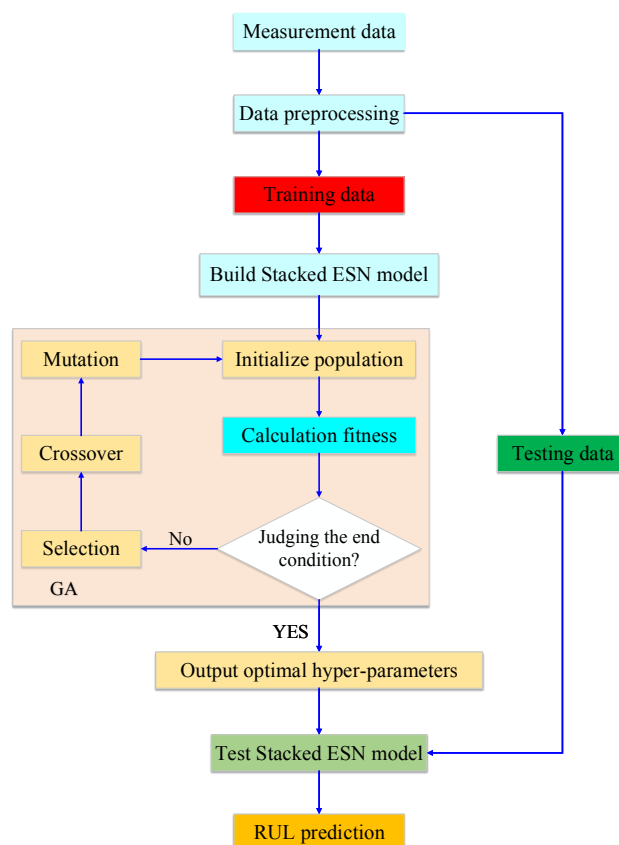 Measurement data
Data preprocessing
Training data
Build Stacked ESN model
Mutation
Initialize population
Crossover
Calculation fitness
Testing data
Selection
No
Judging the end
condition?
GA
YES
Output optimal hyper-parameters
Test Stacked ESN model
RUL prediction